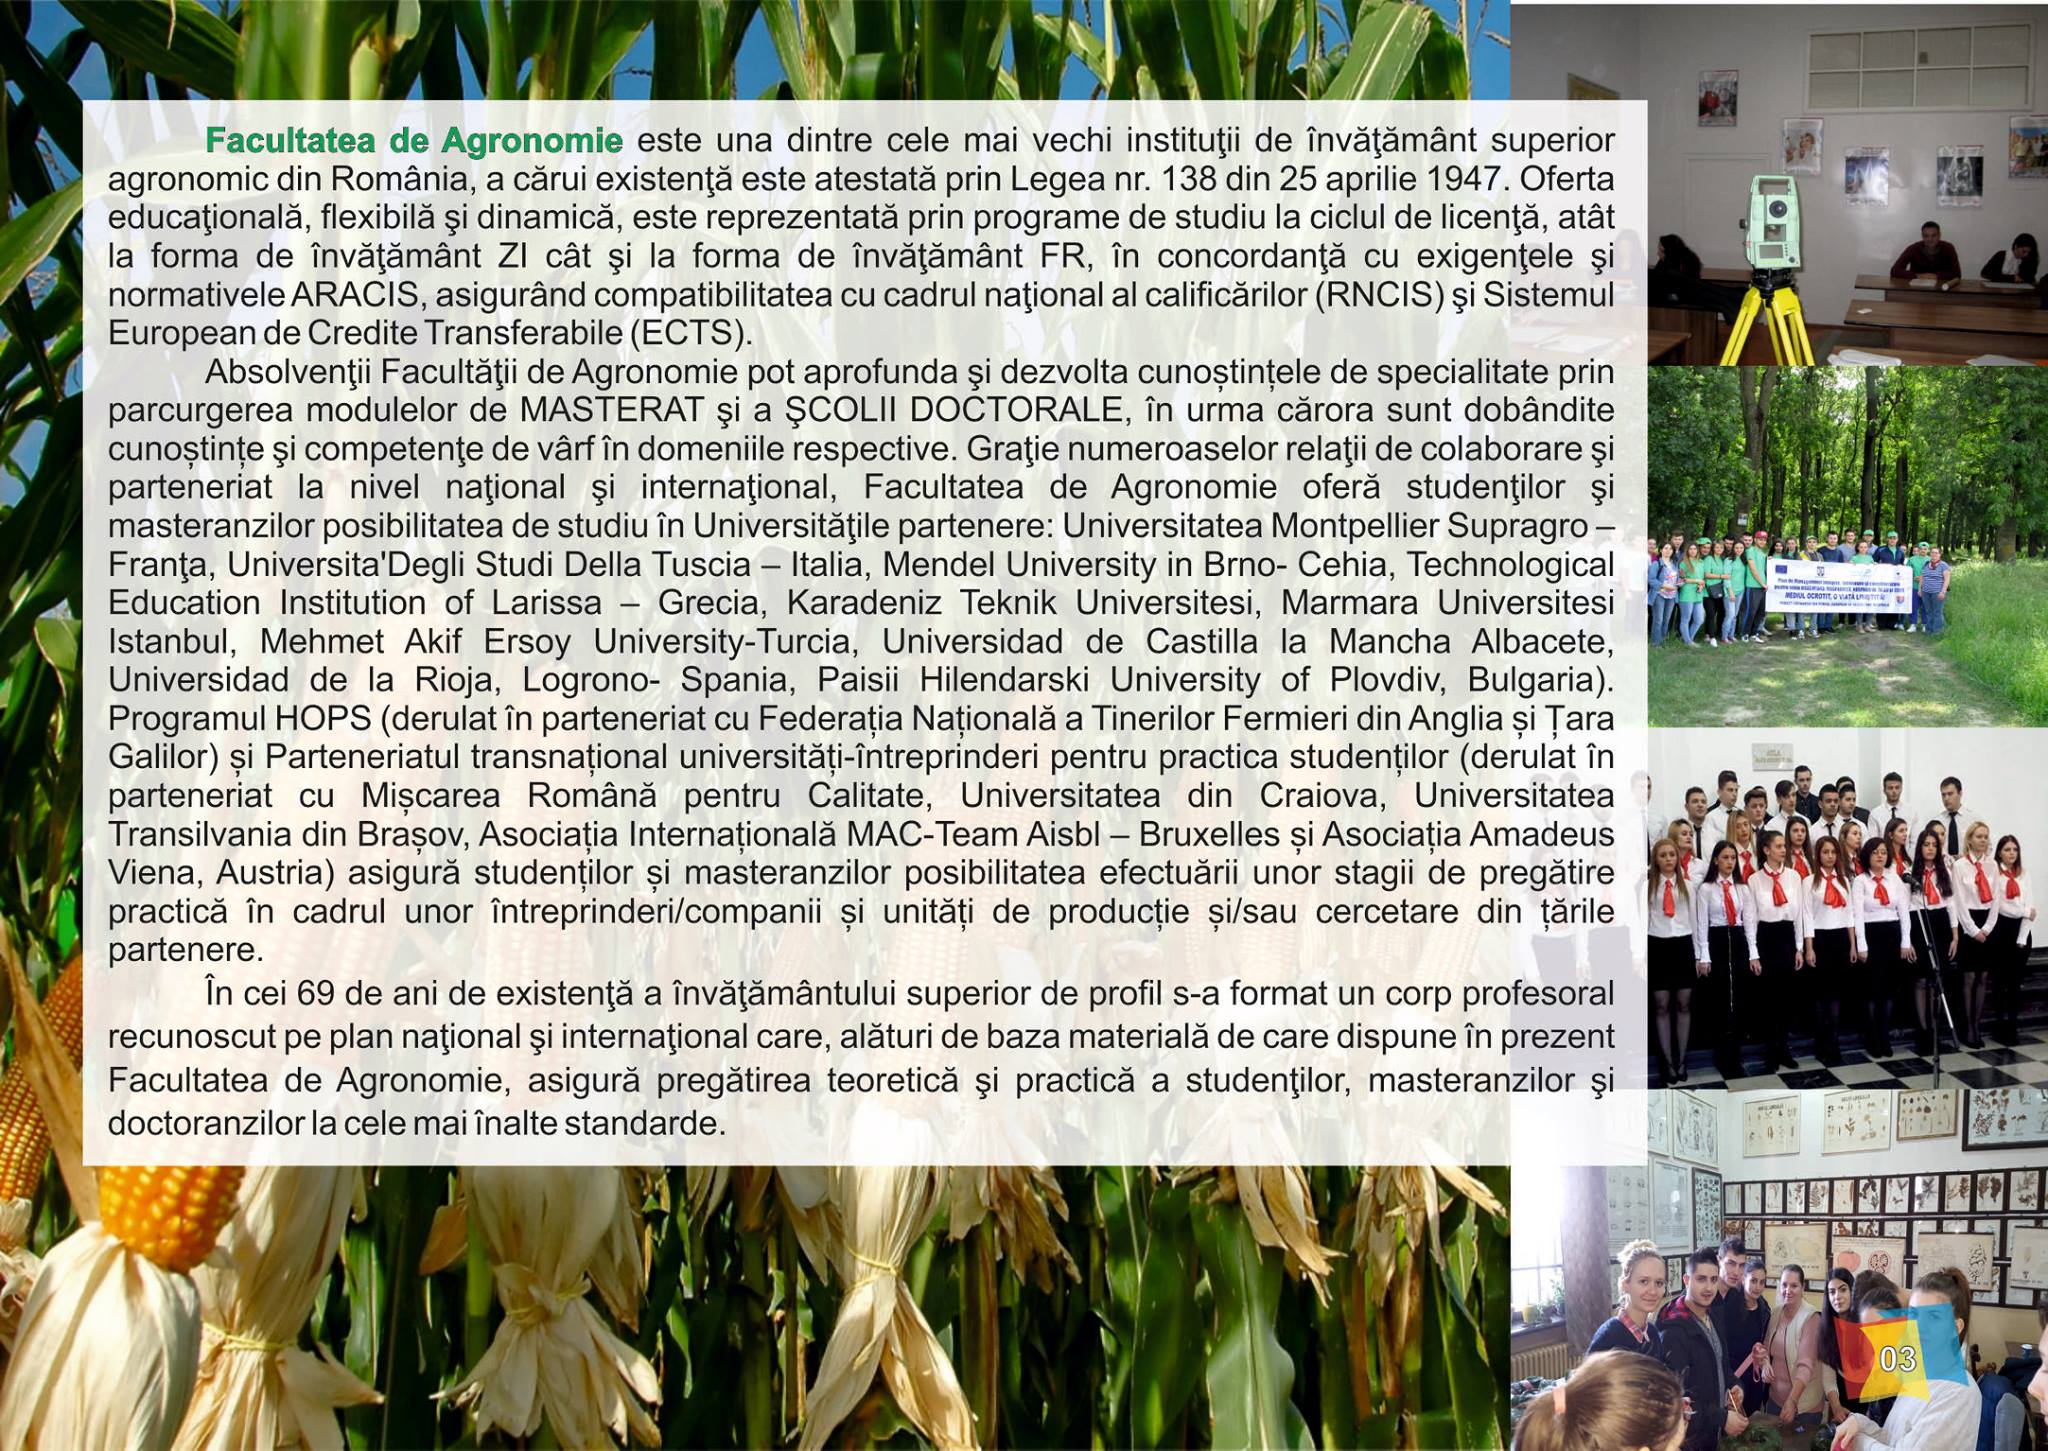 Facultatea de Agronomie este una dintre cele mai vechi instituţii de învăţământ superior
agronomic din România, a cărui existenţă este atestată prin Legea nr. 138 din 25 aprilie 1947. Oferta
educaţională, flexibilă şi dinamică, este reprezentată prin programe de studiu la ciclul de licenţă, atât
la forma de învăţământ ZI cât şi la forma de învăţământ FR, în concordanţă cu exigenţele şi
normativele ARACIS, asigurând compatibilitatea cu cadrul naţional al calificărilor (RNCIS) şi Sistemul
European de Credite Transferabile (ECTS).
Absolvenţii Facultăţii de Agronomie pot aprofunda şi dezvolta cunoștințele de specialitate prin
parcurgerea modulelor de MASTERAT şi a ŞCOLII DOCTORALE, în urma cărora sunt dobândite
cunoștințe şi competenţe de vârf în domeniile respective. Graţie numeroaselor relaţii de colaborare şi
parteneriat la nivel naţional şi internaţional, Facultatea de Agronomie oferă studenţilor şi
masteranzilor posibilitatea de studiu în Universităţile partenere: Universitatea Montpellier Supragro –
Franţa, Universita'Degli Studi Della Tuscia – Italia, Mendel University in Brno- Cehia, Technological
Education Institution of Larissa – Grecia, Karadeniz Teknik Universitesi, Marmara Universitesi
Istanbul, Mehmet Akif Ersoy University-Turcia, Universidad de Castilla la Mancha Albacete,
Universidad de la Rioja, Logrono- Spania, Paisii Hilendarski University of Plovdiv, Bulgaria).
Programul HOPS (derulat în parteneriat cu Federația Națională a Tinerilor Fermieri din Anglia și Țara
Galilor) și Parteneriatul transnațional universități-întreprinderi pentru practica studenților (derulat în
parteneriat cu Mișcarea Română pentru Calitate, Universitatea din Craiova, Universitatea
Transilvania din Brașov, Asociația Internațională MAC-Team Aisbl – Bruxelles și Asociația Amadeus
Viena, Austria) asigură studenților și masteranzilor posibilitatea efectuării unor stagii de pregătire
practică în cadrul unor întreprinderi/companii și unități de producție și/sau cercetare din țările
partenere.
În cei 69 de ani de existenţă a învăţământului superior de profil s-a format un corp profesoral
recunoscut pe plan naţional şi internaţional care, alături de baza materială de care dispune în prezent
Facultatea de Agronomie, asigură pregătirea teoretică şi practică a studenţilor, masteranzilor şi
doctoranzilor la cele mai înalte standarde.
MEDIUL OCROTIT, O VIAȚĂ LINIȘTITĂ!
AULA
03